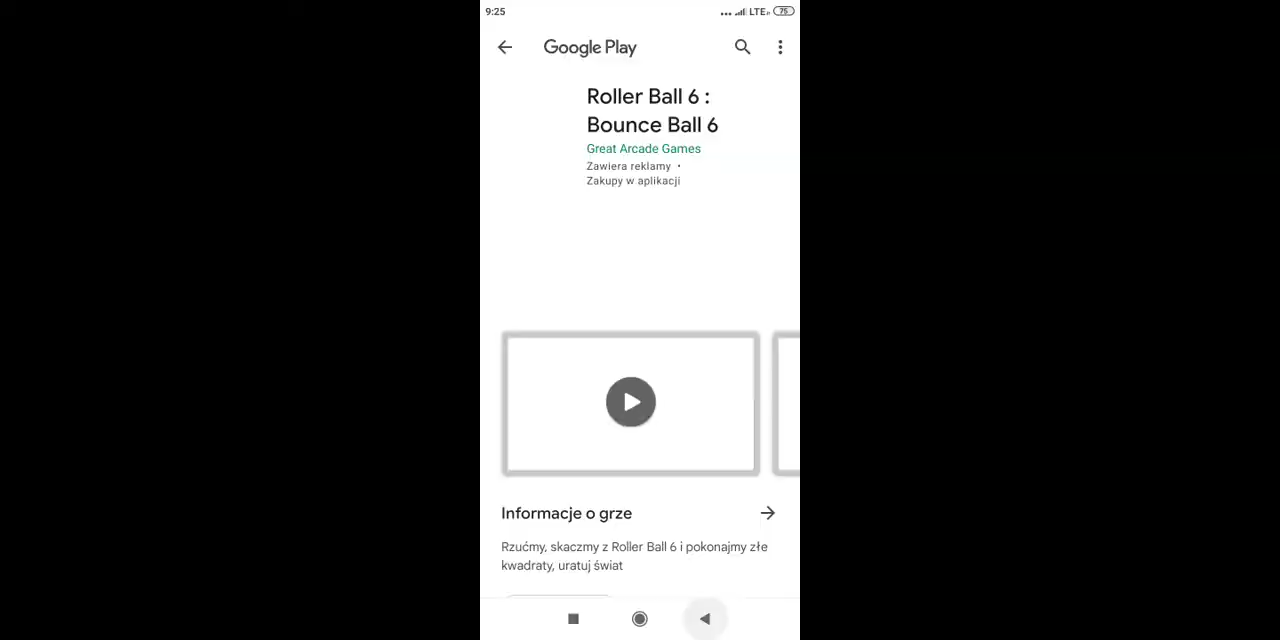 9:25
LTE
75
Google Play
Roller Ball 6 :
Bounce Ball 6
Great Arcade Games
Zawiera reklamy •
Zakupy w aplikacji
Informacje o grze
Rzućmy, skaczmy z Roller Ball 6 i pokonajmy złe
kwadraty, uratuj świat